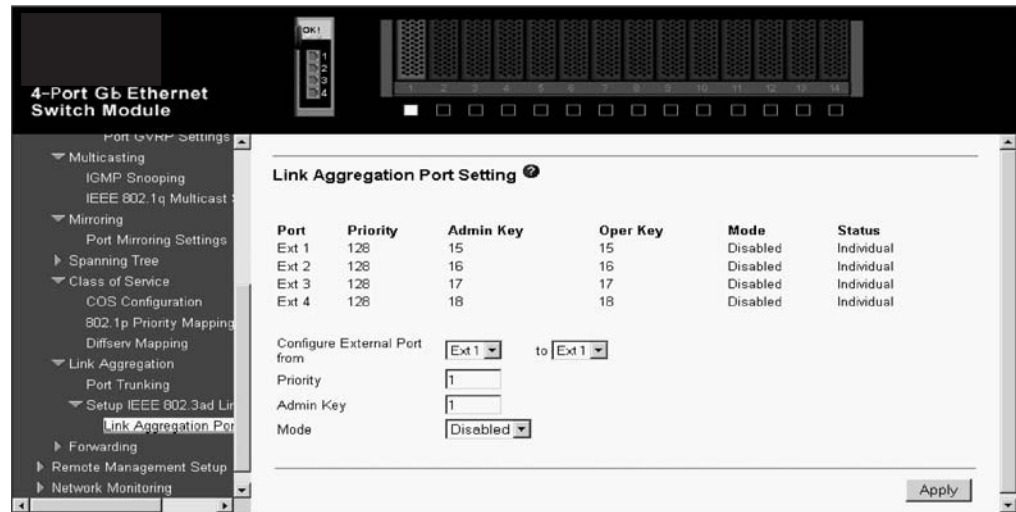 OK!
1
2
3
4
1 2 3 4 5 6 7 8 9 10 11 12 13 14
4-Port Gb Ethernet
Switch Module
Port GVRP Settings
Multicasting
IGMP Snooping
IEEE 802.1q Multicast
Mirroring
Port Mirroring Settings
Spanning Tree
Class of Service
COS Configuration
802.1p Priority Mapping
Diffserv Mapping
Link Aggregation
Port Trunking
Setup IEEE 802.3ad Lin
Link Aggregation Por
Forwarding
Remote Management Setup
Network Monitoring
Link Aggregation Port Setting ?
Port Priority Admin Key Oper Key Mode Status
Ext 1 128 15 15 Disabled Individual
Ext 2 128 16 16 Disabled Individual
Ext 3 128 17 17 Disabled Individual
Ext 4 128 18 18 Disabled Individual
Configure External Port
from Ext 1 to Ext 1
Priority 1
Admin Key 1
Mode Disabled
Apply